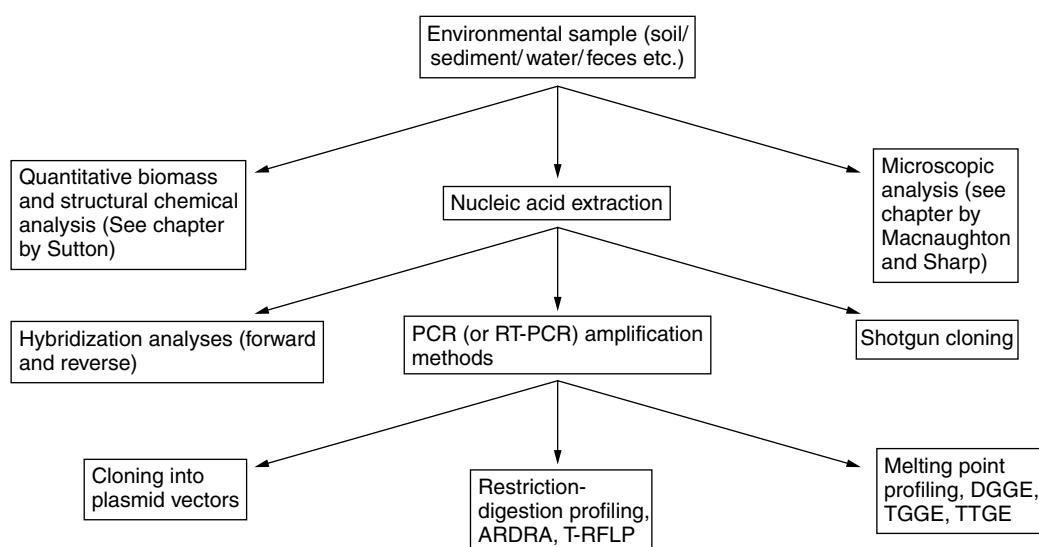 Environmental sample (soil/
sediment/water/feces etc.)
Quantitative biomass
and structural chemical
analysis (See chapter
by Sutton)
Nucleic acid extraction
Microscopic
analysis (see
chapter by
Macnaughton
and Sharp)
Hybridization analyses (forward
and reverse)
PCR (or RT-PCR) amplification
methods
Shotgun cloning
Cloning into
plasmid vectors
Restriction-
digestion profiling,
ARDRA, T-RFLP
Melting point
profiling, DGGE,
TGGE, TTGE